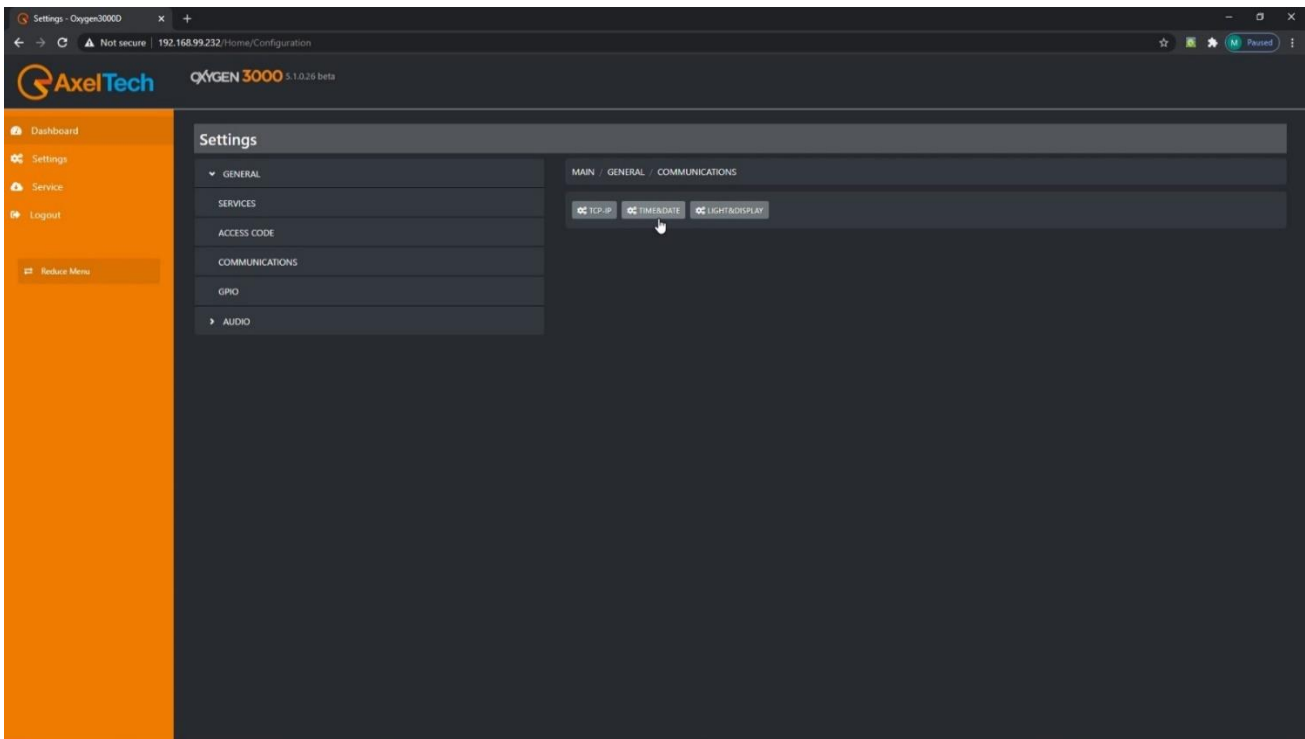 Settings - Oxygen3000D
Not secure | 192.168.99.232/Home/Configuration
M Paused
AxelTech
OXYGEN 3000 5.1.0.26 beta
Dashboard
Settings
Service
Logout
Reduce Menu
Settings
GENERAL
SERVICES
ACCESS CODE
COMMUNICATIONS
GPIO
AUDIO
MAIN / GENERAL / COMMUNICATIONS
TCP-IP TIME&DATE LIGHT&DISPLAY